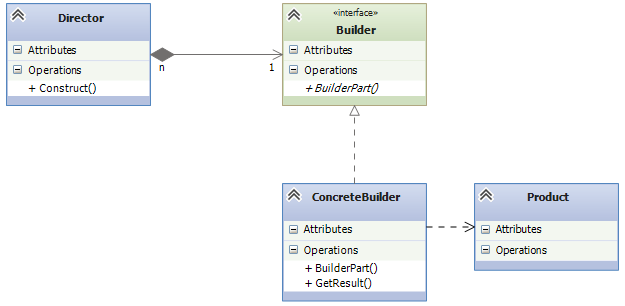 Director
Attributes
Operations
+ Construct()
n
1
«interface»
Builder
Attributes
Operations
+ BuilderPart()
ConcreteBuilder
Attributes
Operations
+ BuilderPart()
+ GetResult()
Product
Attributes
Operations